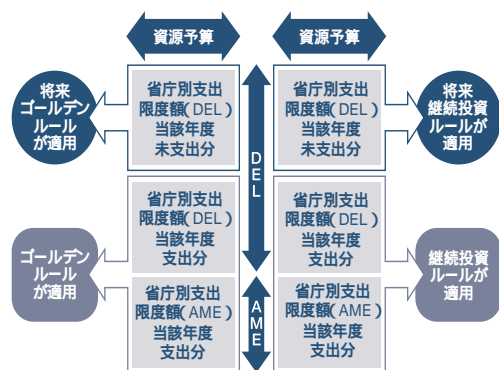 資源予算
資源予算
将来
ゴールデン
ルール
が適用
省庁別支出
限度額(DEL)
当該年度
未支出分
省庁別支出
限度額(DEL)
当該年度
未支出分
将来
継続投資
ルールが
適用
DEL
ゴールデン
ルール
が適用
省庁別支出
限度額(DEL)
当該年度
支出分
省庁別支出
限度額(DEL)
当該年度
支出分
継続投資
ルールが
適用
省庁別支出
限度額(AME)
当該年度
支出分
AME
省庁別支出
限度額(AME)
当該年度
支出分